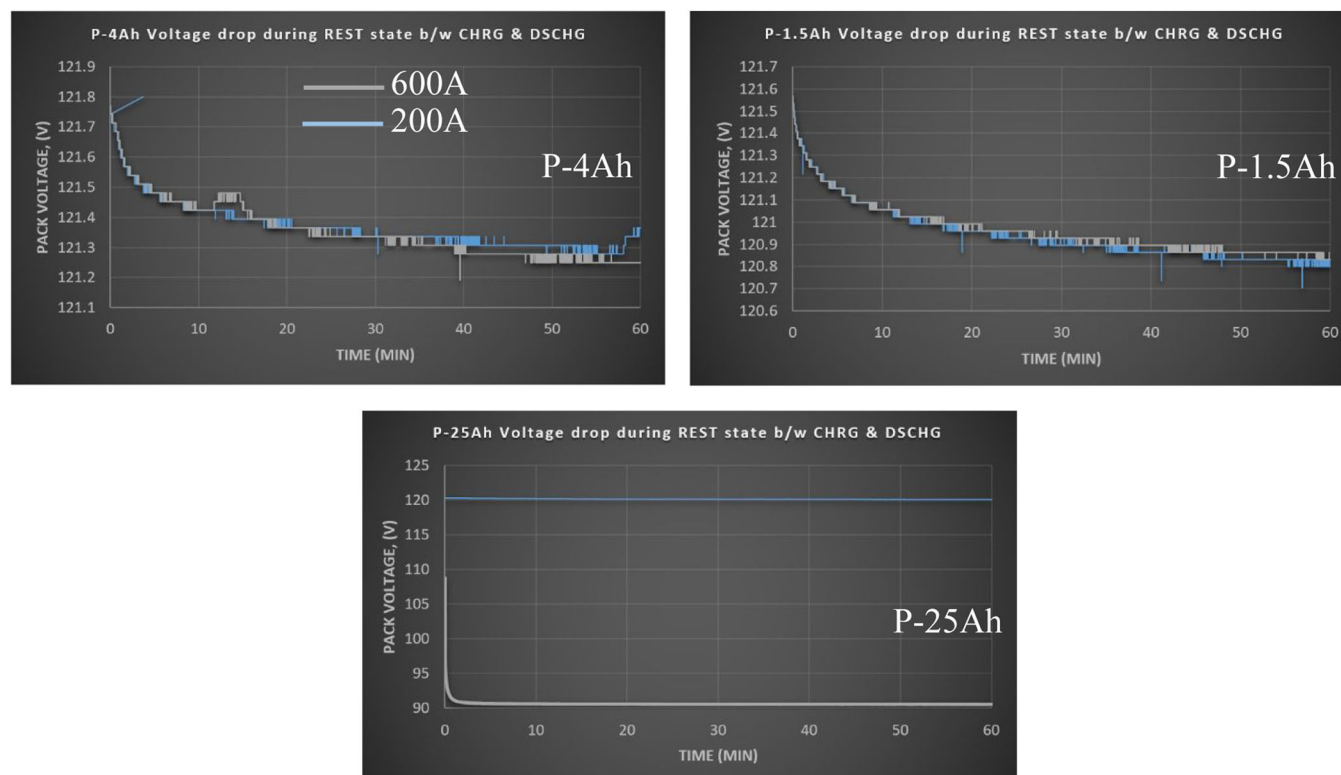 P-4Ah Voltage drop during REST state b/w CHRG & DSCHG
121.9
121.8
121.7
121.6
121.5
121.4
121.3
121.2
121.1
PACK VOLTAGE, (V)
600A
200A
P-4Ah
0 10 20 30 40 50 60
TIME (MIN)
P-1.5Ah Voltage drop during REST state b/w CHRG & DSCHG
121.7
121.6
121.5
121.4
121.3
121.2
121.1
121
120.9
120.8
120.7
120.6
PACK VOLTAGE, (V)
P-1.5Ah
0 10 20 30 40 50 60
TIME (MIN)
P-25Ah Voltage drop during REST state b/w CHRG & DSCHG
125
120
115
110
105
100
95
90
PACK VOLTAGE, (V)
P-25Ah
0 10 20 30 40 50 60
TIME (MIN)